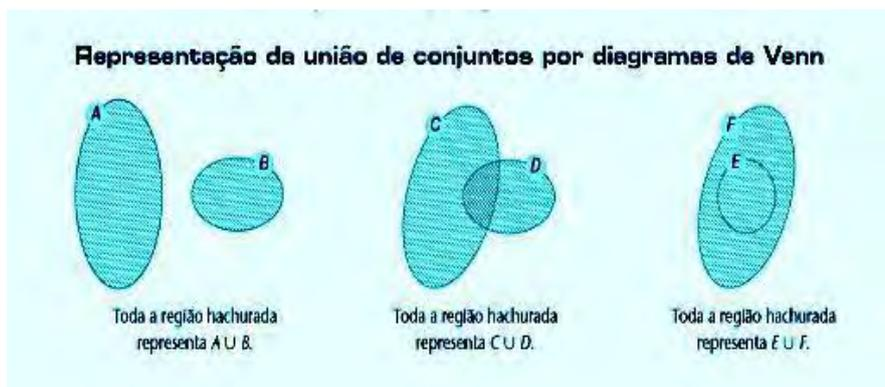 Representação da união de conjuntos por diagramas de Venn
A
B
Toda a região hachurada
representa A ∪ B.
C
D
Toda a região hachurada
representa C ∪ D.
F
E
Toda a região hachurada
representa E ∪ F.